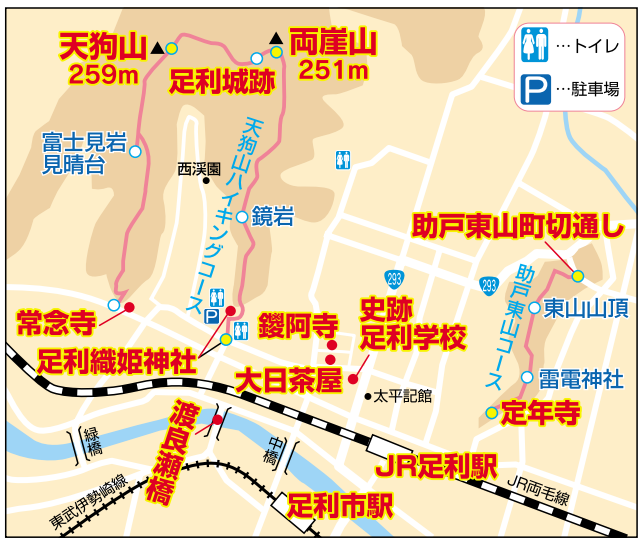 天狗山
259m
両崖山
251m
足利城跡
…トイレ
P
…駐車場
富士見岩
見晴台
西渓園
天狗山ハイキングコース
鏡岩
助戸東山町切通し
293
293
助戸東山コース
東山山頂
雷電神社
定年寺
常念寺
P
足利織姫神社
鑁阿寺
史跡
足利学校
大日茶屋
太平記館
渡良瀬橋
緑橋
中橋
JR足利駅
足利市駅
JR両毛線
東武伊勢崎線